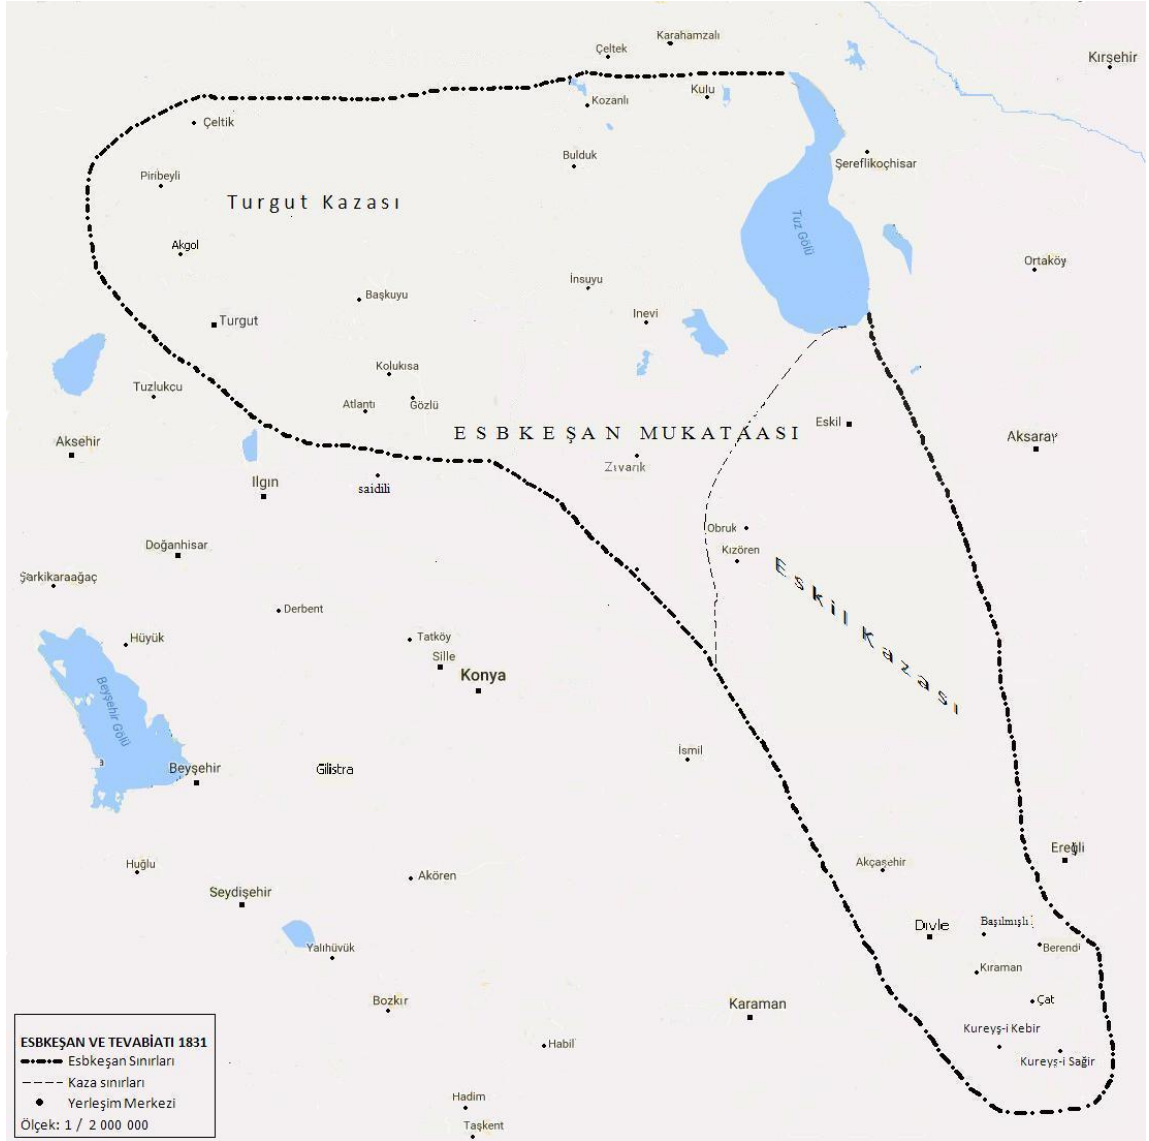 Karahamzalı
Çeltek
Kırşehir
Kozanlı
Kulu
Çeltik
Bulduk
Şereflikoçhisar
Piribeyli
Turgut Kazası
Tuz Gölü
Akgol
Ortaköy
İnsuyu
Başkuyu
Inevi
Turgut
Kolukısa
Tuzlukçu
Atlantı
Gözlü
Eskil
ESBKEŞAN MUKATAASI
Aksaray
Aksehir
Zıvarık
Ilgın
saidili
Obruk
Kızören
Doğanhisar
Eskil Kazası
Şarkikaraağaç
Derbent
Hüyük
Tatköy
Sille
Konya
Beyşehir Gölü
İsmil
Beyşehir
Gilistra
Ereğli
Huğlu
Akçaşehir
Akören
Seydişehir
Başılmışlı
Dıvle
Yalıhüyük
Berendi
Kıraman
Bozkır
Karaman
Çat
Kureyş-i Kebir
Habil
Kureyş-i Sağir
Hadim
Taşkent
ESBKEŞAN VE TEVABİATI 1831
Esbkeşan Sınırları
Kaza sınırları
Yerleşim Merkezi
Ölçek: 1 / 2 000 000